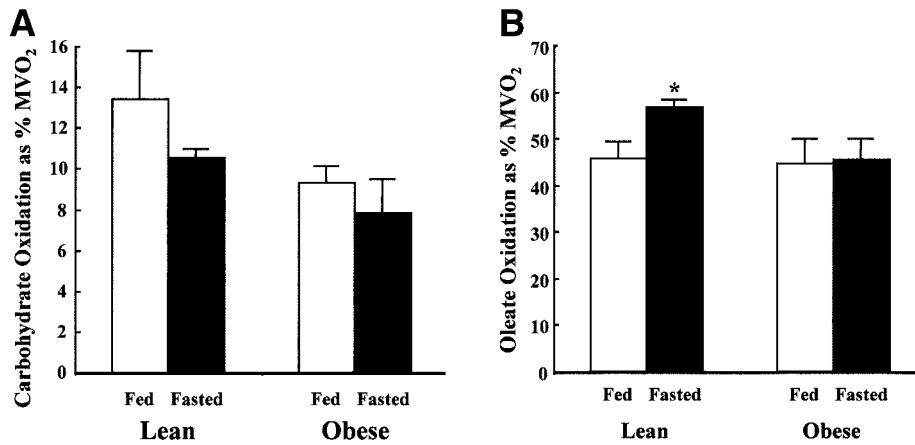 A
Carbohydrate Oxidation as % MVO₂
16
14
12
10
8
6
4
2
0
Fed Fasted Fed Fasted
Lean Obese
B
Oleate Oxidation as % MVO₂
70
60
50
40
30
20
10
0
*
Fed Fasted Fed Fasted
Lean Obese